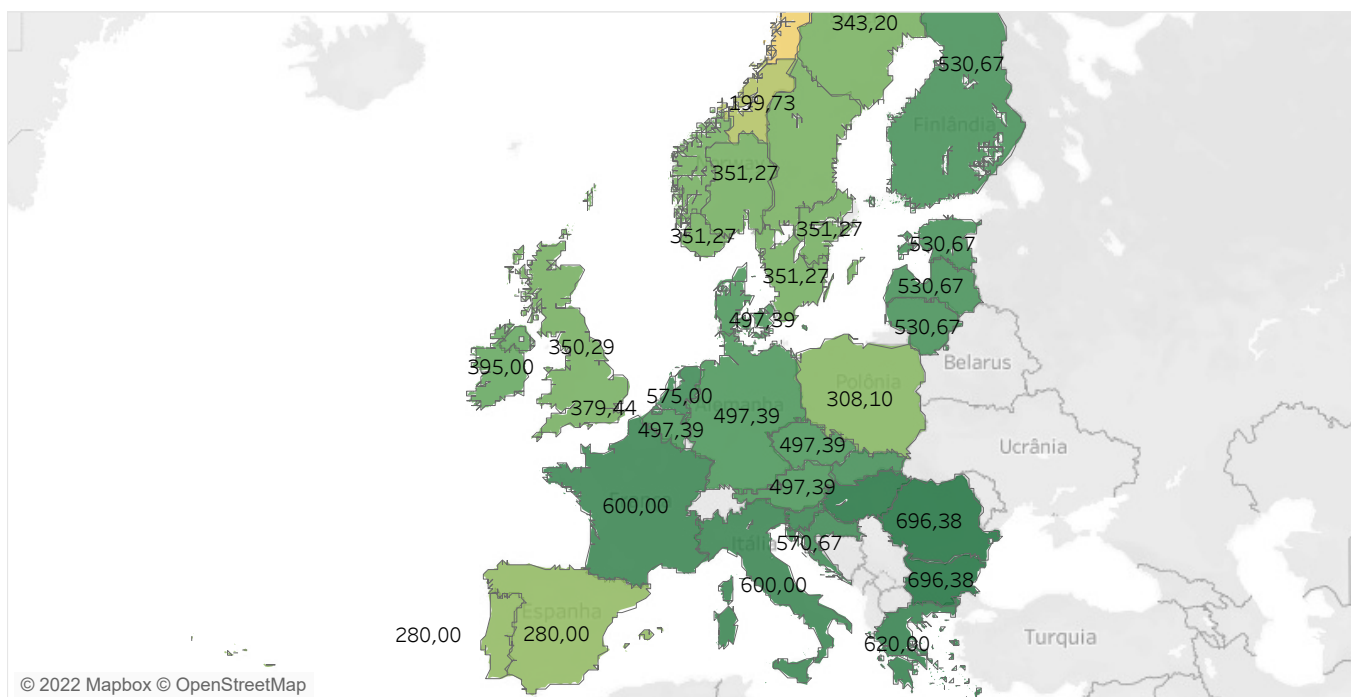 343,20
530,67
199,73
Finlândia
Norway
351,27
351,27
351,27
351,27
530,67
530,67
530,67
497,39
350,29
395,00
379,44
575,00
Alemanha
497,39
497,39
497,39
497,39
Polônia
308,10
Belarus
Ucrânia
600,00
696,38
Itália
570,67
600,00
696,38
620,00
Turquia
Espanha
280,00
280,00
© 2022 Mapbox © OpenStreetMap